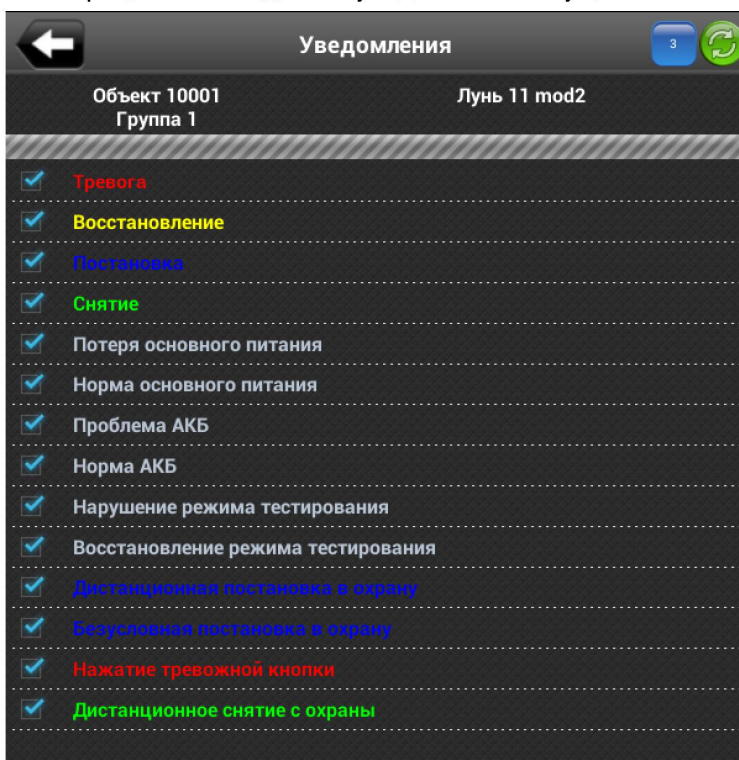 Уведомления
3
Объект 10001
Лунь 11 mod2
Группа 1
Тревога
Восстановление
Постановка
Снятие
Потеря основного питания
Норма основного питания
Проблема АКБ
Норма АКБ
Нарушение режима тестирования
Восстановление режима тестирования
Дистанционная постановка в охрану
Безусловная постановка в охрану
Нажатие тревожной кнопки
Дистанционное снятие с охраны